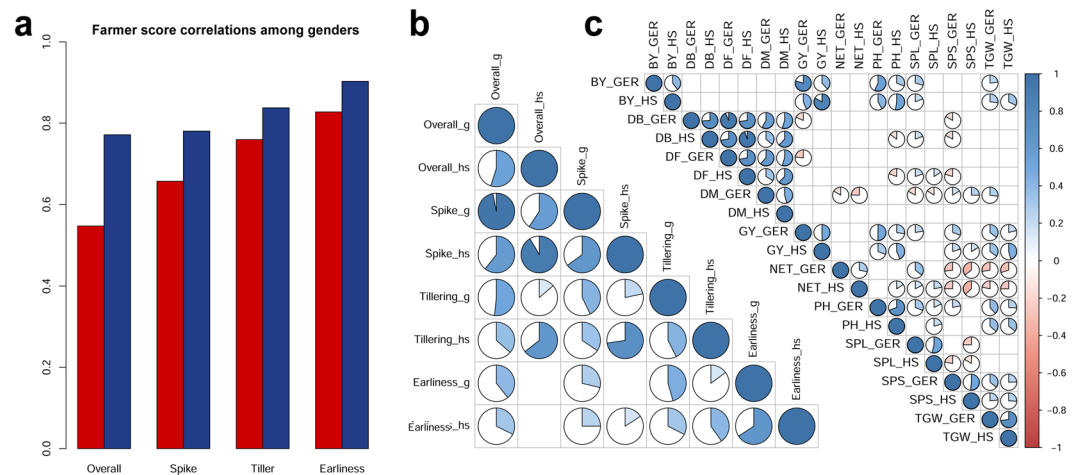 a
Farmer score correlations among genders
1.0
0.8
0.6
0.4
0.2
0.0
Overall Spike Tiller Earliness
b
Overall_g
Overall_hs
Spike_g
Spike_hs
Tillering_g
Tillering_hs
Earliness_g
Earliness_hs
Overall_g
Overall_hs
Spike_g
Spike_hs
Tillering_g
Tillering_hs
Earliness_g
Earliness_hs
c
BY_GER BY_HS DB_GER DB_HS DF_GER DF_HS DM_GER DM_HS GY_GER GY_HS NET_GER NET_HS PH_GER PH_HS SPL_GER SPL_HS SPS_GER SPS_HS TGW_GER TGW_HS
BY_GER
BY_HS
DB_GER
DB_HS
DF_GER
DF_HS
DM_GER
DM_HS
GY_GER
GY_HS
NET_GER
NET_HS
PH_GER
PH_HS
SPL_GER
SPL_HS
SPS_GER
SPS_HS
TGW_GER
TGW_HS
1
0.8
0.6
0.4
0.2
0
-0.2
-0.4
-0.6
-0.8
-1